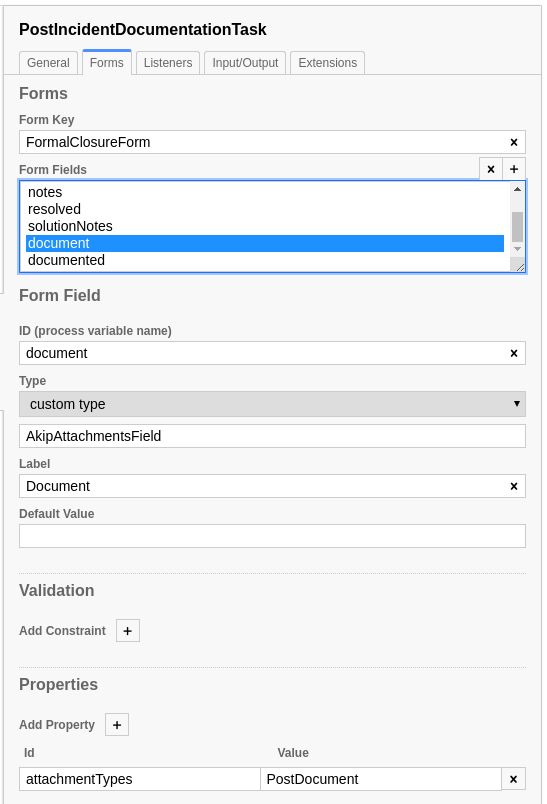 PostIncidentDocumentationTask
General Forms Listeners Input/Output Extensions
Forms
Form Key
FormalClosureForm ×
Form Fields × +
notes
resolved
solutionNotes
document
documented
Form Field
ID (process variable name)
document ×
Type
custom type
AkipAttachmentsField
Label
Document ×
Default Value
Validation
Add Constraint +
Properties
Add Property +
Id Value
attachmentTypes PostDocument ×